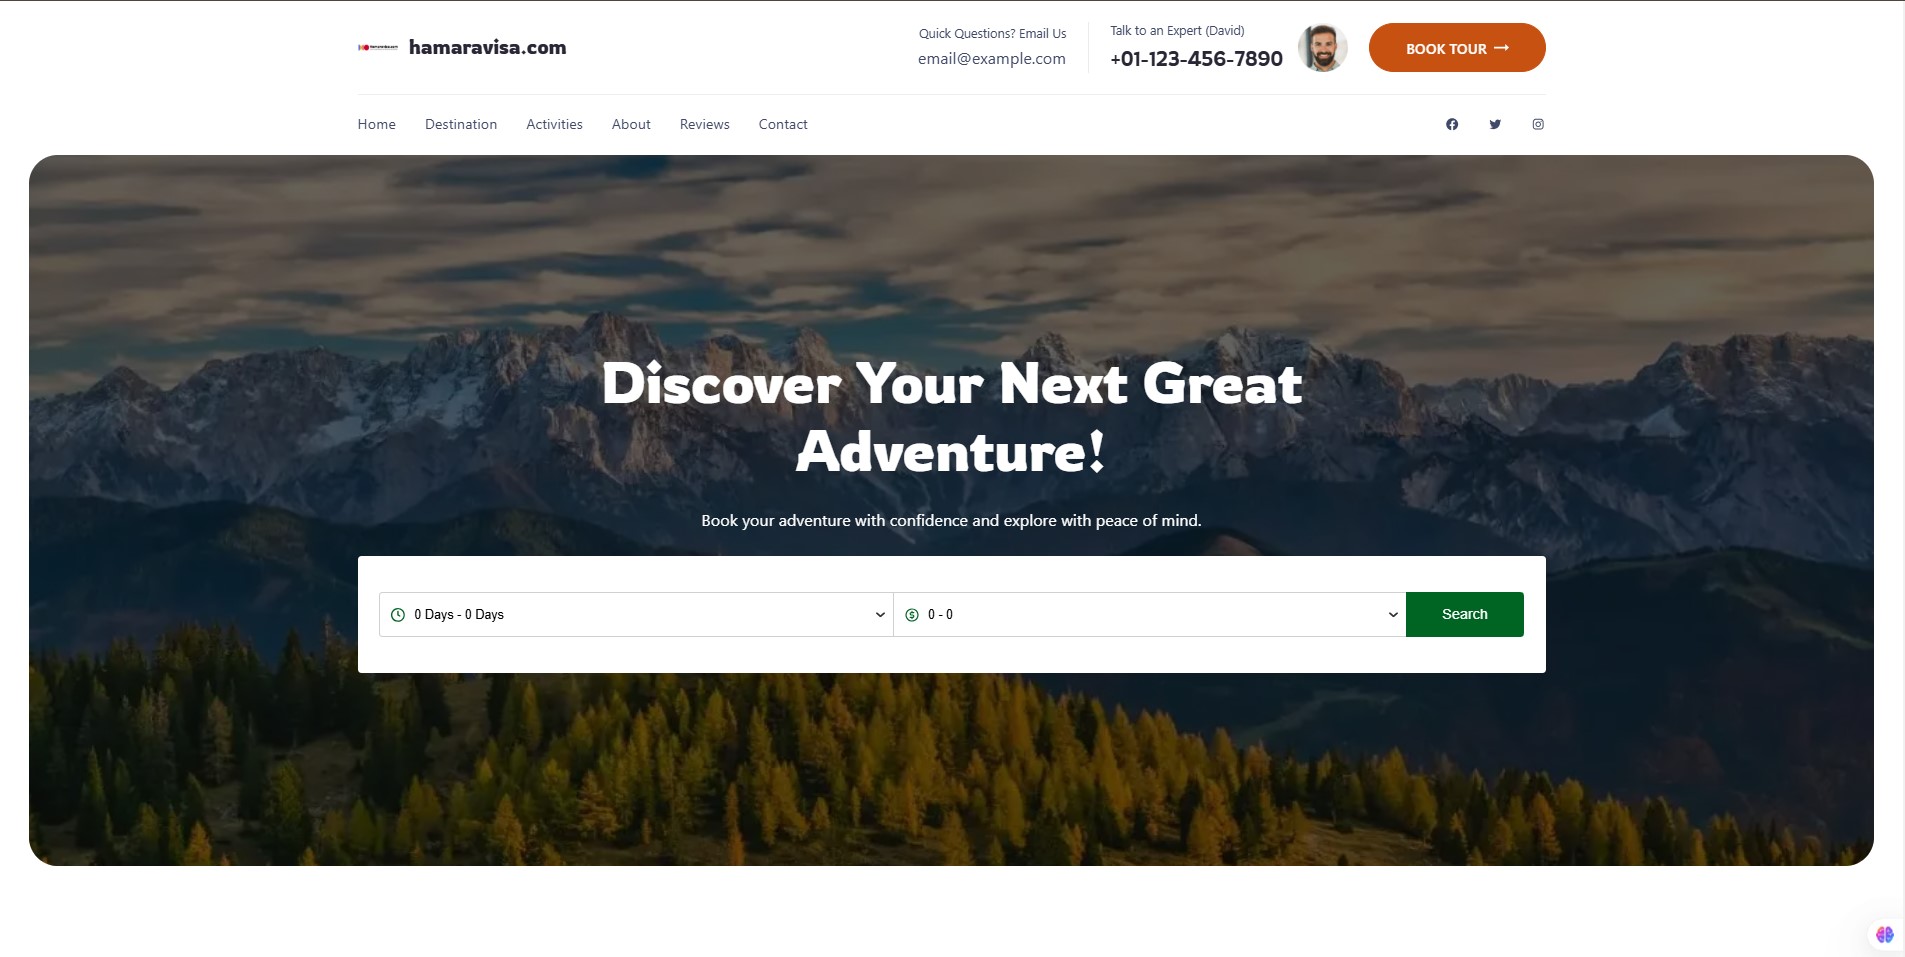 hamaravisa.com
Quick Questions? Email Us
email@example.com
Talk to an Expert (David)
+01-123-456-7890
BOOK TOUR
Home
Destination
Activities
About
Reviews
Contact
Discover Your Next Great
Adventure!
Book your adventure with confidence and explore with peace of mind.
0 Days - 0 Days
0 - 0
Search